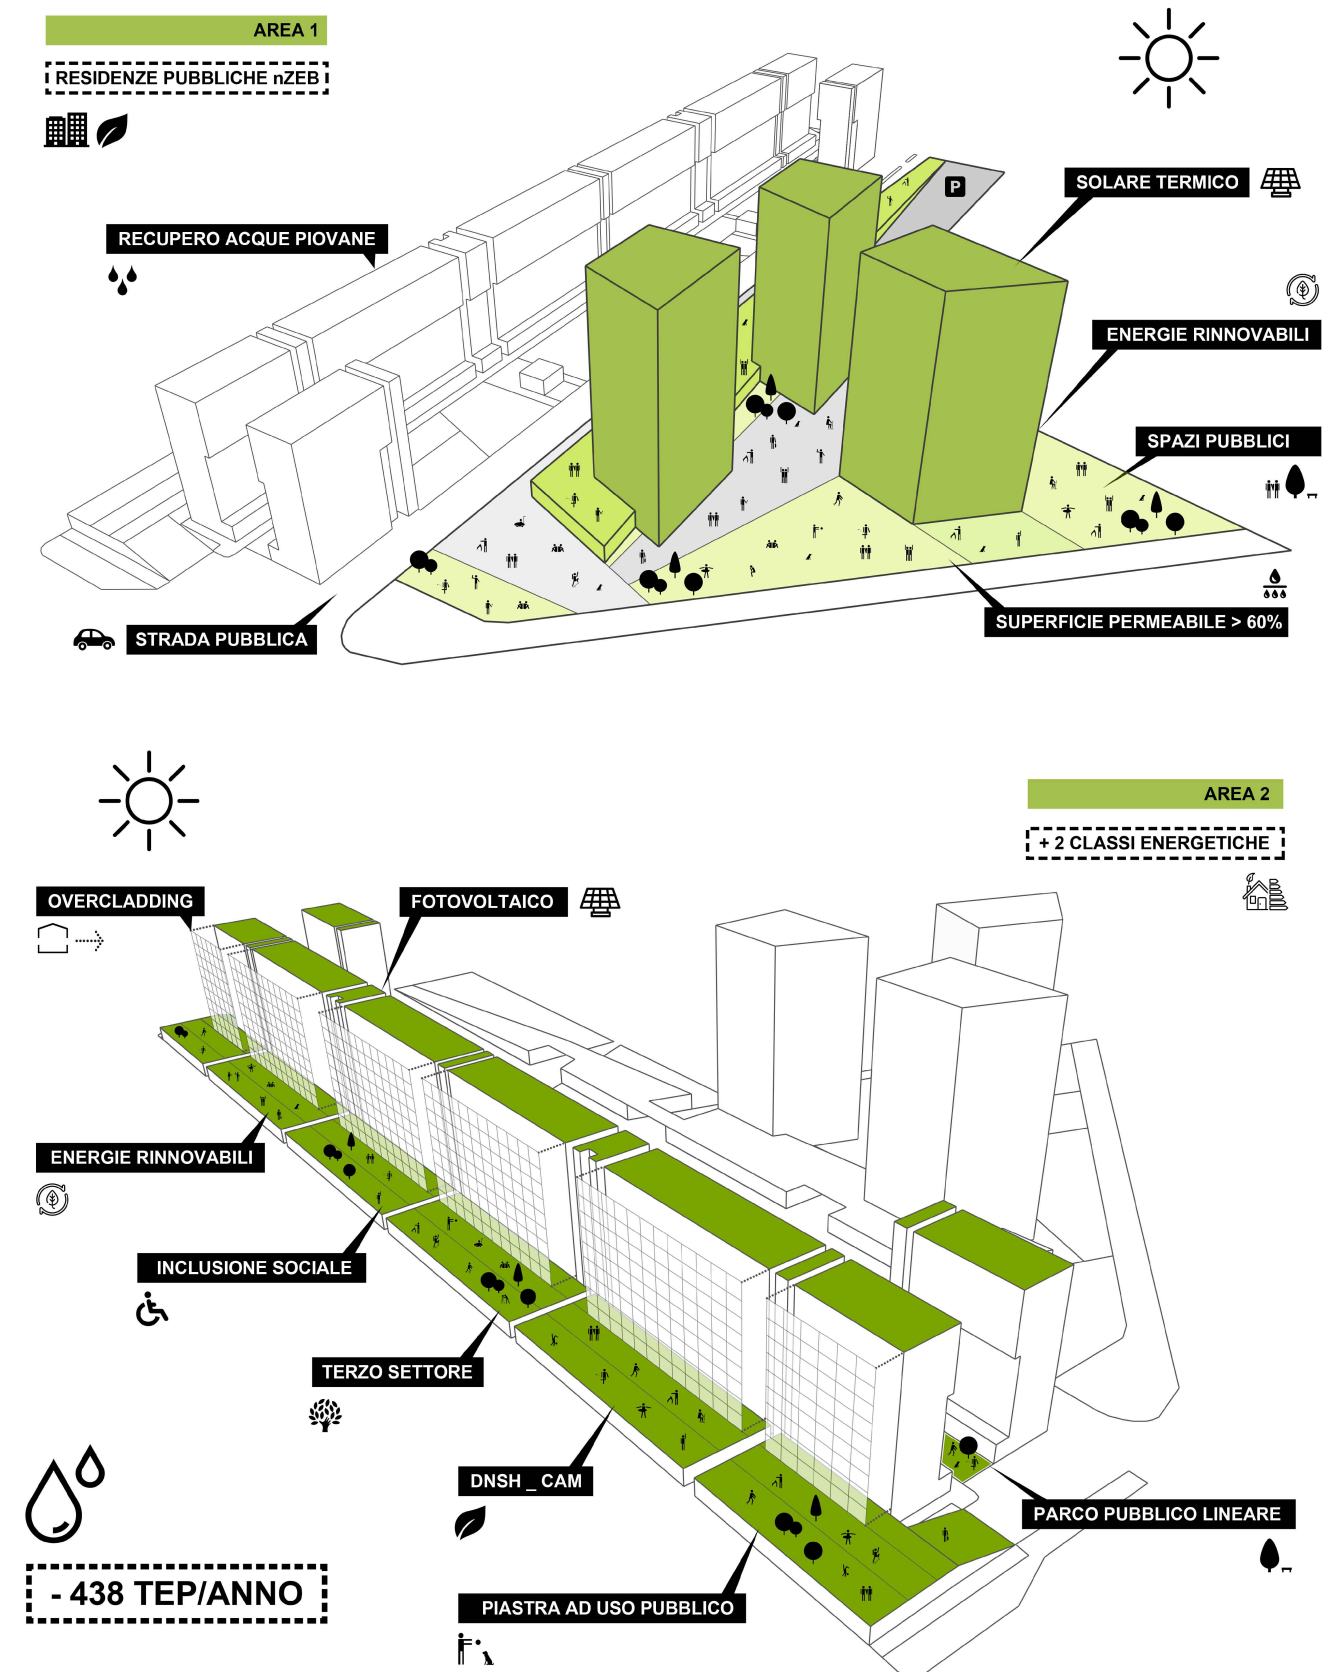 AREA 1
RESIDENZE PUBBLICHE nZEB
P
SOLARE TERMICO
RECUPERO ACQUE PIOVANE
ENERGIE RINNOVABILI
SPAZI PUBBLICI
SUPERFICIE PERMEABILE > 60%
STRADA PUBBLICA
AREA 2
+ 2 CLASSI ENERGETICHE
OVERCLADDING
FOTOVOLTAICO
ENERGIE RINNOVABILI
INCLUSIONE SOCIALE
TERZO SETTORE
DNSH _ CAM
PARCO PUBBLICO LINEARE
- 438 TEP/ANNO
PIASTRA AD USO PUBBLICO